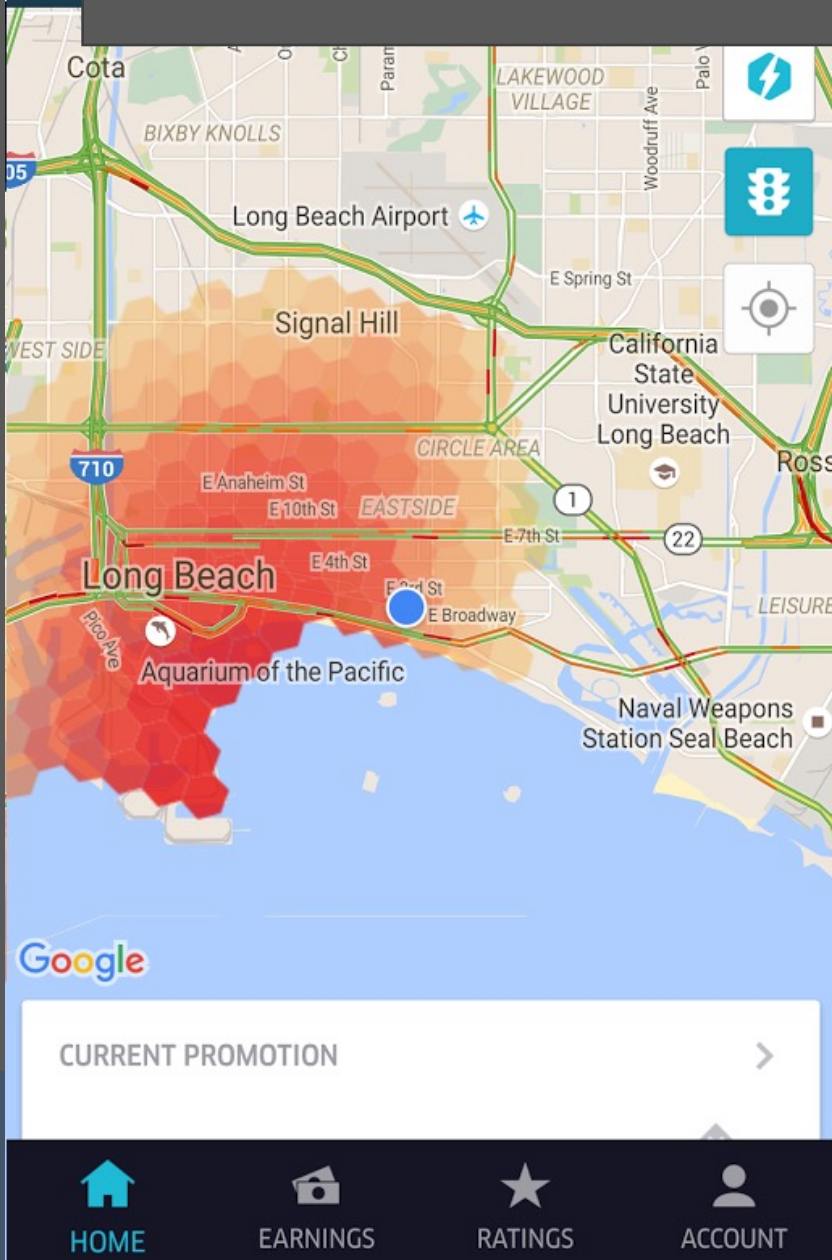 Cota
Param
LAKEWOOD
VILLAGE
BIXBY KNOLLS
Woodruff Ave
Palo
05
Long Beach Airport
E Spring St
Signal Hill
WEST SIDE
California
State
University
Long Beach
CIRCLE AREA
710
Ross
E Anaheim St
E 10th St
EASTSIDE
1
E 7th St
22
E 4th St
Long Beach
E 3rd St
E Broadway
LEISURE
Pico Ave
Aquarium of the Pacific
Naval Weapons
Station Seal Beach
Google
CURRENT PROMOTION
HOME
EARNINGS
RATINGS
ACCOUNT